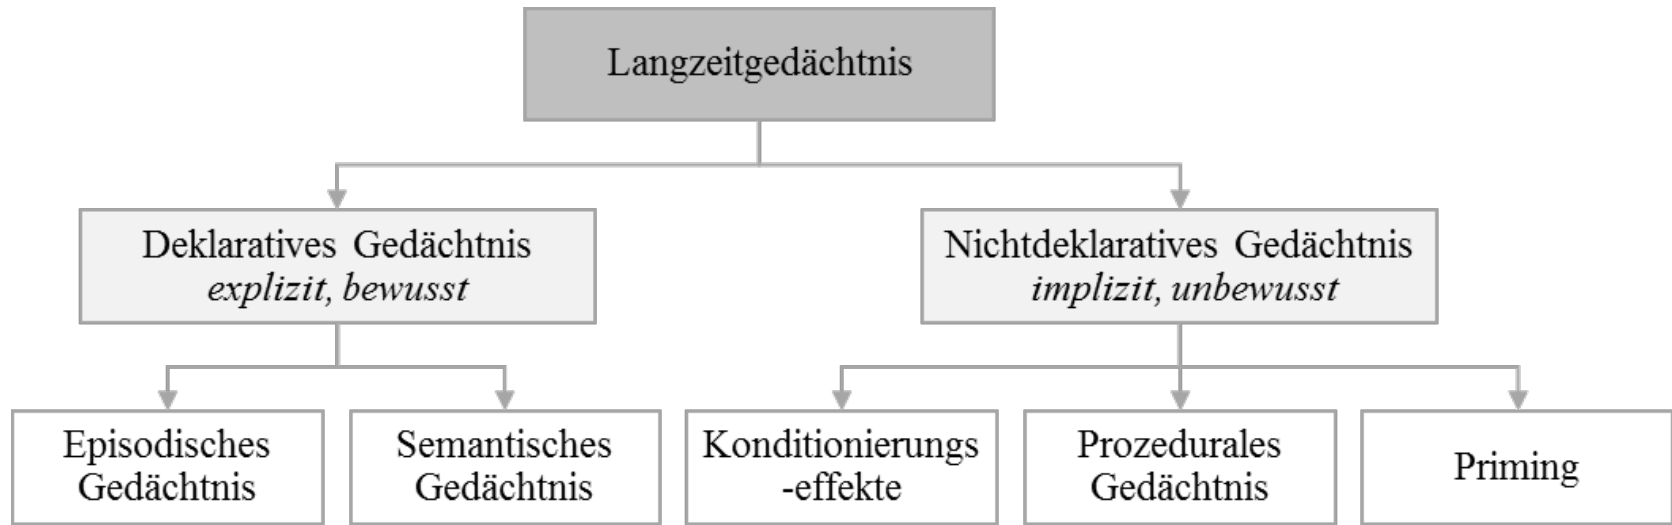 Langzeitgedächtnis
Deklaratives Gedächtnis
explizit, bewusst
Nichtdeklaratives Gedächtnis
implizit, unbewusst
Episodisches
Gedächtnis
Semantisches
Gedächtnis
Konditionierungs
-effekte
Prozedurales
Gedächtnis
Priming